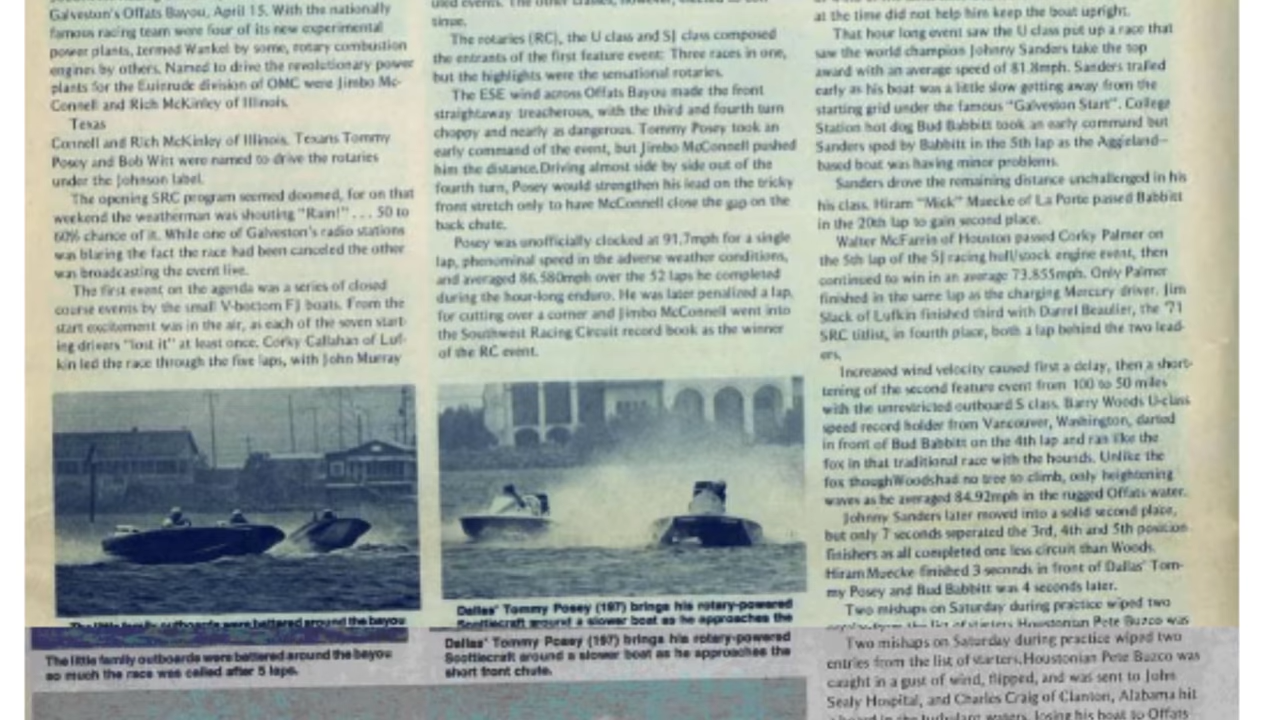 Galveston's Offats Bayou, April 15. With the nationally
famous racing team were four of its new experimental
power plants, termed Wankel by some, rotary combustion
engines by others. Named to drive the revolutionary power
plants for the Evinrude division of OMC were Jimbo Mc-
Connell and Rich McKinley of Illinois.
Texas
Connell and Rich McKinley of Illinois. Texans Tommy
Posey and Bob Witt were named to drive the rotaries
under the Johnson label.
The opening SRC program seemed doomed, for on that
weekend the weatherman was shouting "Rain!" . . . 50 to
60% chance of it. While one of Galveston's radio stations
was blaring the fact the race had been canceled the other
was broadcasting the event live.
The first event on the agenda was a series of closed
course events by the small V-bottom FJ boats. From the
start excitement was in the air, as each of the seven start-
ing drivers "lost it" at least once. Corky Callahan of Luf-
kin led the race through the five laps, with John Murray
The little family outboards were battered around the bayou
The little family outboards were battered around the bayou
so much the race was called after 5 laps.
tinue.
The rotaries (RC), the U class and SJ class composed
the entrants of the first feature event: Three races in one,
but the highlights were the sensational rotaries.
The ESE wind across Offats Bayou made the front
straightaway treacherous, with the third and fourth turn
choppy and nearly as dangerous. Tommy Posey took an
early command of the event, but Jimbo McConnell pushed
him the distance.Driving almost side by side out of the
fourth turn, Posey would strengthen his lead on the tricky
front stretch only to have McConnell close the gap on the
back chute.
Posey was unofficially clocked at 91.7mph for a single
lap, phenominal speed in the adverse weather conditions,
and averaged 86.580mph over the 52 laps he completed
during the hour-long enduro. He was later penalized a lap,
for cutting over a corner and Jimbo McConnell went into
the Southwest Racing Circuit record book as the winner
of the RC event.
Dallas' Tommy Posey (197) brings his rotary-powered
Scottiecraft around a slower boat as he approaches the
Dallas' Tommy Posey (197) brings his rotary-powered
Scottiecraft around a slower boat as he approaches the
short front chute.
at the time did not help him keep the boat upright.
That hour long event saw the U class put up a race that
saw the world champion Johnny Sanders take the top
award with an average speed of 81.8mph. Sanders trailed
early as his boat was a little slow getting away from the
starting grid under the famous "Galveston Start". College
Station hot dog Bud Babbitt took an early command but
Sanders sped by Babbitt in the 5th lap as the Aggieland-
based boat was having minor problems.
Sanders drove the remaining distance unchallenged in his
his class. Hiram "Mick" Muecke of La Porte passed Babbitt
in the 20th lap to gain second place.
Walter McFarrin of Houston passed Corky Palmer on
the 5th lap of the SJ racing hull/stock engine event, then
continued to win in an average 73.855mph. Only Palmer
finished in the same lap as the charging Mercury driver. Jim
Slack of Lufkin finished third with Darrel Beaulier, the '71
SRC titlist, in fourth place, both a lap behind the two lead-
ers.
Increased wind velocity caused first a delay, then a short-
tening of the second feature event from 100 to 50 miles
with the unrestricted outboard S class. Barry Woods U-class
speed record holder from Vancouver, Washington, darted
in front of Bud Babbitt on the 4th lap and ran like the
fox in that traditional race with the hounds. Unlike the
fox thoughWoodshad no tree to climb, only heightening
waves as he averaged 84.92mph in the rugged Offats water.
Johnny Sanders later moved into a solid second place,
but only 7 seconds seperated the 3rd, 4th and 5th position
finishers as all completed one less circuit than Woods.
Hiram Muecke finished 3 seconds in front of Dallas' Tom-
my Posey and Bud Babbitt was 4 seconds later.
Two mishaps on Saturday during practice wiped two
Houstonian Pete Buzco was
Two mishaps on Saturday during practice wiped two
entries from the list of starters.Houstonian Pete Buzco was
caught in a gust of wind, flipped, and was sent to John
Sealy Hospital, and Charles Craig of Clanton, Alabama hit
a board in the turbulant waters, losing his boat to Offats